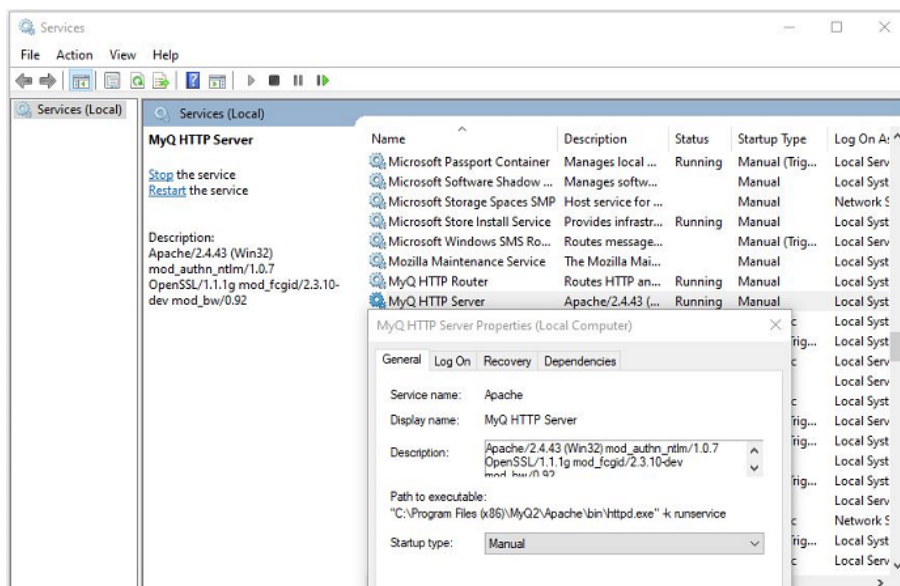 Services
File Action View Help
Services (Local)
Services (Local)
MyQ HTTP Server
Stop the service
Restart the service
Description:
Apache/2.4.43 (Win32)
mod_authn_ntlm/1.0.7
OpenSSL/1.1.1g mod_fcgid/2.3.10-
dev mod_bw/0.92
Name Description Status Startup Type Log On As
Microsoft Passport Container Manages local ... Running Manual (Trig... Local Serv
Microsoft Software Shadow ... Manages softw... Manual Local Syst
Microsoft Storage Spaces SMP Host service for ... Manual Network S
Microsoft Store Install Service Provides infrastr... Running Manual Local Syst
Microsoft Windows SMS Ro... Routes message... Manual (Trig... Local Serv
Mozilla Maintenance Service The Mozilla Mai... Manual Local Syst
MyQ HTTP Router Routes HTTP an... Running Manual Local Syst
MyQ HTTP Server Apache/2.4.43 (... Running Manual Local Syst
c Local Syst
rig... Local Syst
c Local Serv
Local Serv
c Local Syst
rig... Local Syst
rig... Local Syst
Local Syst
rig... Local Syst
Local Serv
c Network S
rig... Local Syst
c Local Serv
MyQ HTTP Server Properties (Local Computer)
General Log On Recovery Dependencies
Service name: Apache
Display name: MyQ HTTP Server
Description: Apache/2.4.43 (Win32) mod_authn_ntlm/1.0.7
OpenSSL/1.1.1g mod_fcgid/2.3.10-dev
mod_bw/0.92
Path to executable:
"C:\Program Files (x86)\MyQ2\Apache\bin\httpd.exe" -k runservice
Startup type: Manual